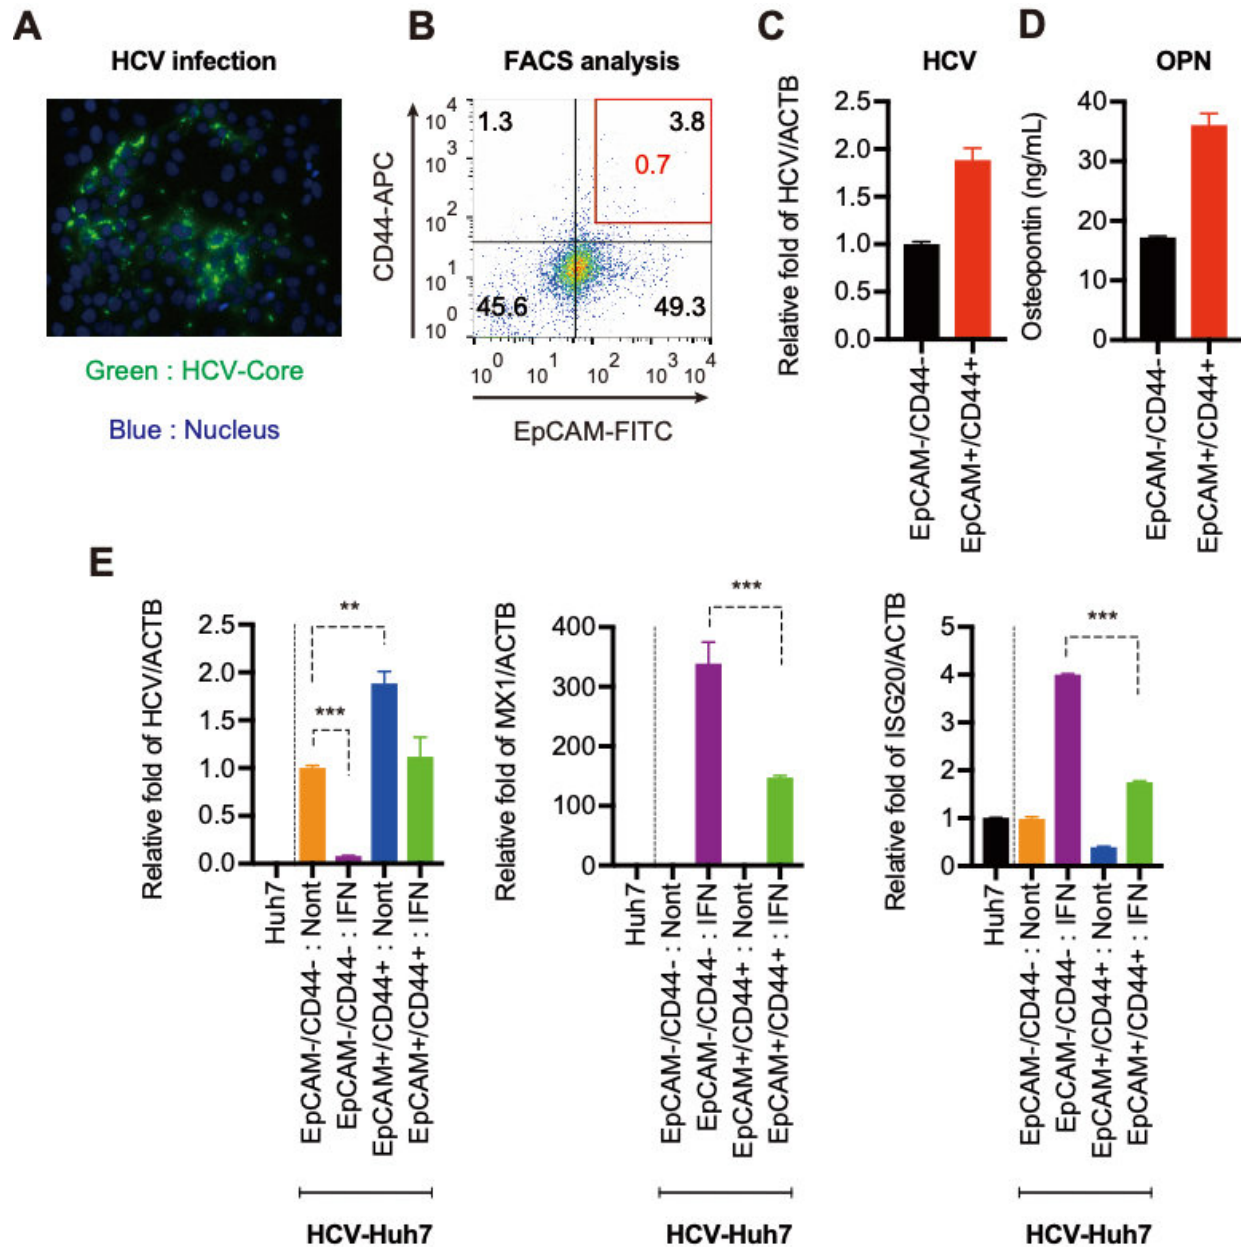 A
HCV infection
Green : HCV-Core
Blue : Nucleus
B
FACS analysis
CD44-APC
10 4
10 3
10 2
10 1
10 0
1.3
3.8
0.7
45.6
49.3
10 0 10 1 10 2 10 3 10 4
EpCAM-FITC
C
HCV
Relative fold of HCV/ACTB
2.5
2.0
1.5
1.0
0.5
0.0
EpCAM-/CD44-
EpCAM+/CD44+
D
OPN
Osteopontin (ng/mL)
40
30
20
10
0
EpCAM-/CD44-
EpCAM+/CD44+
E
Relative fold of HCV/ACTB
2.5
2.0
1.5
1.0
0.5
0.0
**
***
Huh7
EpCAM-/CD44- : Nont
EpCAM-/CD44- : IFN
EpCAM+/CD44+ : Nont
EpCAM+/CD44+ : IFN
HCV-Huh7
Relative fold of MX1/ACTB
400
300
200
100
0
***
Huh7
EpCAM-/CD44- : Nont
EpCAM-/CD44- : IFN
EpCAM+/CD44+ : Nont
EpCAM+/CD44+ : IFN
HCV-Huh7
Relative fold of ISG20/ACTB
5
4
3
2
1
0
***
Huh7
EpCAM-/CD44- : Nont
EpCAM-/CD44- : IFN
EpCAM+/CD44+ : Nont
EpCAM+/CD44+ : IFN
HCV-Huh7